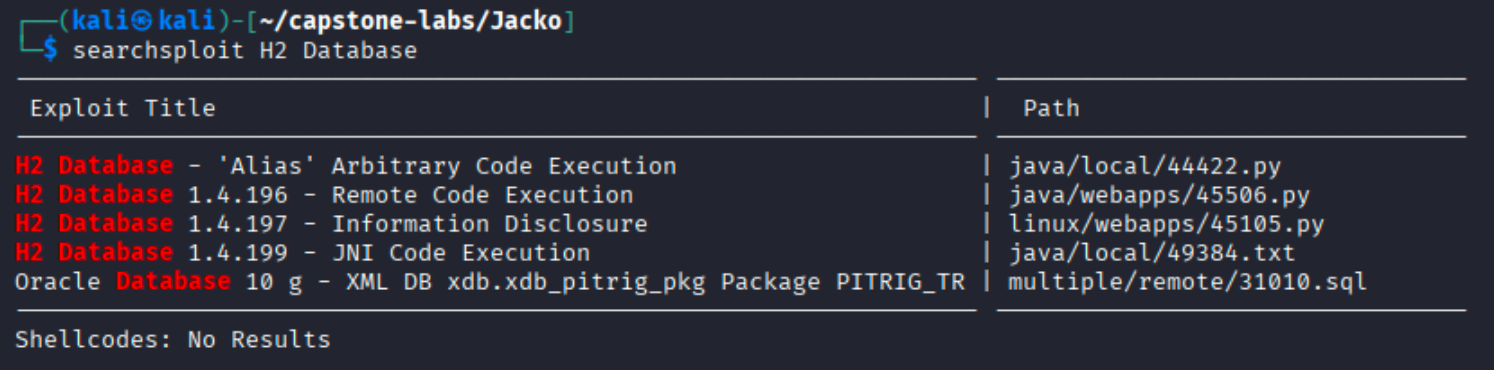 ┌──(kali㉿kali)-[~/capstone-labs/Jacko]
└─$ searchsploit H2 Database
Exploit Title | Path
H2 Database - 'Alias' Arbitrary Code Execution | java/local/44422.py
H2 Database 1.4.196 - Remote Code Execution | java/webapps/45506.py
H2 Database 1.4.197 - Information Disclosure | linux/webapps/45105.py
H2 Database 1.4.199 - JNI Code Execution | java/local/49384.txt
Oracle Database 10 g - XML DB xdb.xdb_pitrig_pkg Package PITRIG_TR | multiple/remote/31010.sql
Shellcodes: No Results